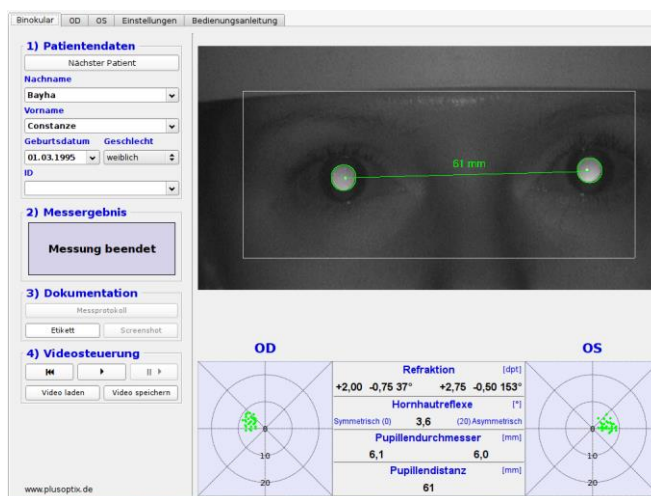 Binokular OD OS Einstellungen Bedienungsanleitung
1) Patientendaten
Nächster Patient
Nachname
Bayha
Vorname
Constanze
Geburtsdatum Geschlecht
01.03.1995 weiblich
ID
2) Messergebnis
Messung beendet
3) Dokumentation
Messprotokoll
Etikett Screenshot
4) Videosteuerung
Video laden Video speichern
www.plusoptix.de
61 mm
OD
OS
0
10
20
Refraktion [dpt]
+2,00 -0,75 37° +2,75 -0,50 153°
Hornhautreflexe [°]
Symmetrisch (0) 3,6 (20) Asymmetrisch
Pupillendurchmesser [mm]
6,1 6,0
Pupillendistanz [mm]
61
0
10
20